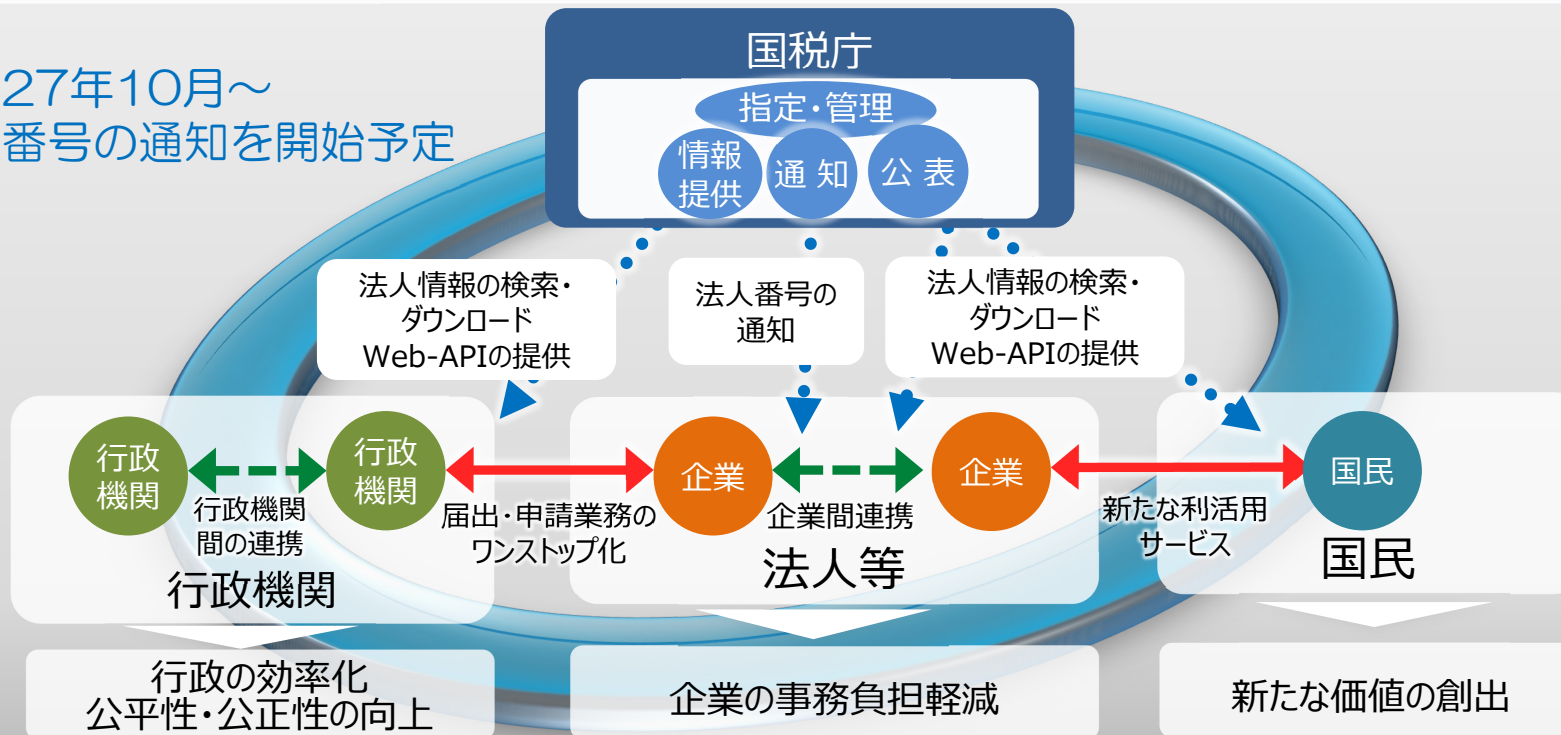 国税庁
27年10月～
番号の通知を開始予定
指定・管理
情報
提供
通 知
公 表
法人情報の検索・
ダウンロード
Web-APIの提供
法人番号の
通知
法人情報の検索・
ダウンロード
Web-APIの提供
行政
機関
行政
機関
企業
企業
国民
行政機関
間の連携
届出・申請業務の
ワンストップ化
企業間連携
新たな利活用
サービス
行政機関
法人等
国民
行政の効率化
公平性・公正性の向上
企業の事務負担軽減
新たな価値の創出